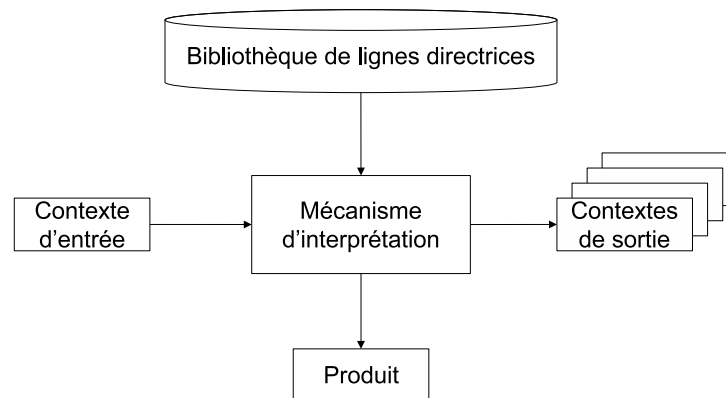 Bibliothèque de lignes directrices
Contexte
d’entrée
Mécanisme
d’interprétation
Contextes
de sortie
Produit